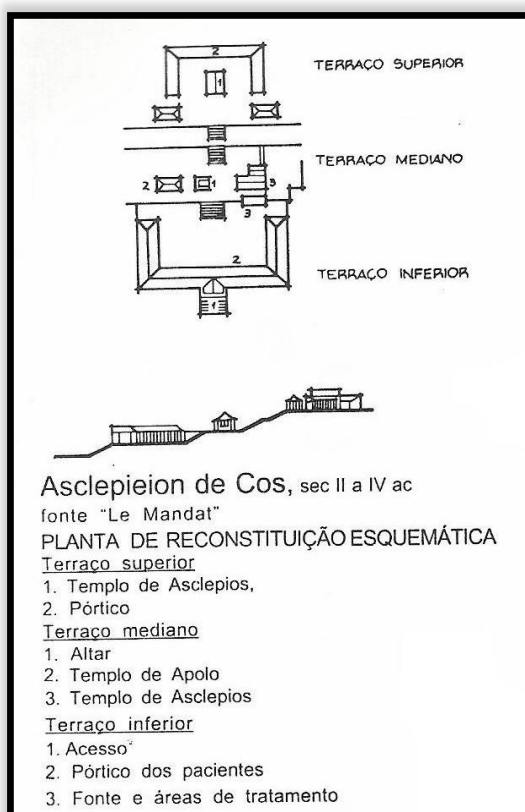 2
1
TERRAÇO SUPERIOR
TERRAÇO MEDIANO
2
1
3
3
2
TERRAÇO INFERIOR
1
Asclepieion de Cos, sec II a IV ac
fonte "Le Mandat"
PLANTA DE RECONSTITUIÇÃO ESQUEMÁTICA
Terraço superior
1. Templo de Asclepios,
2. Pórtico
Terraço mediano
1. Altar
2. Templo de Apolo
3. Templo de Asclepios
Terraço inferior
1. Acesso
2. Pórtico dos pacientes
3. Fonte e áreas de tratamento